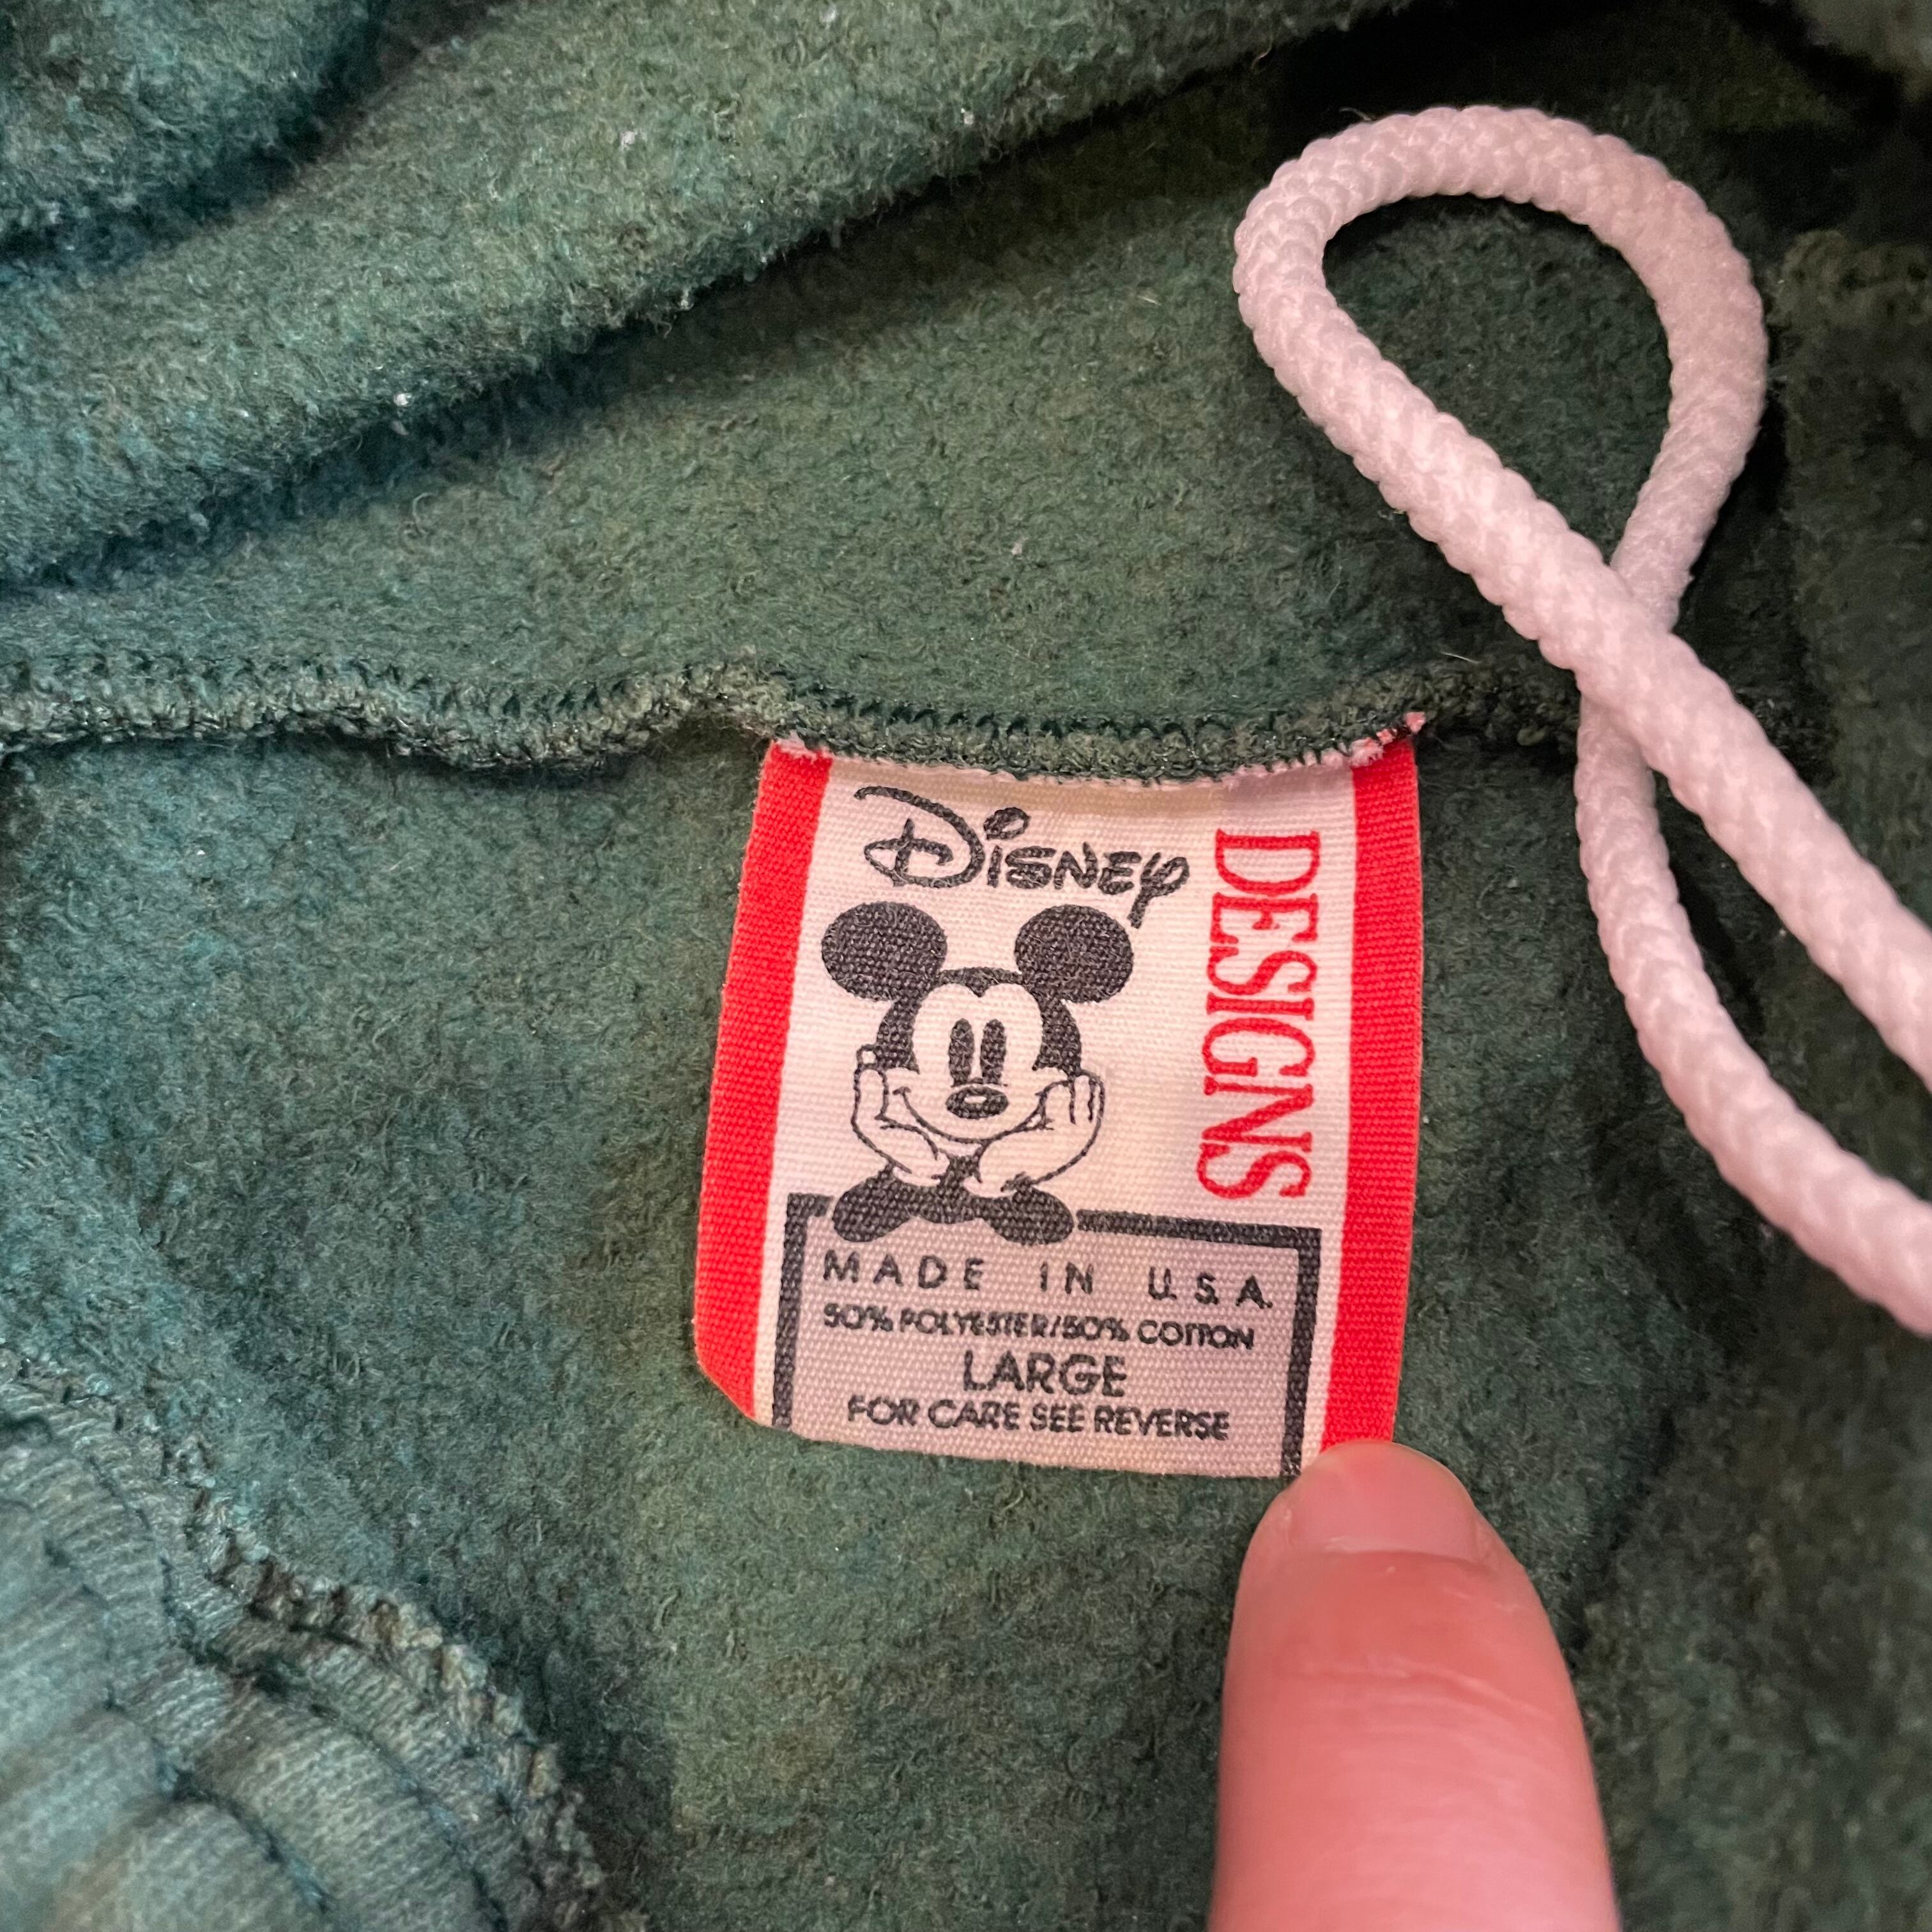 Disney
DESIGNS
MADE IN U.S.A.
50% POLYESTER/50% COTTON
LARGE
FOR CARE SEE REVERSE